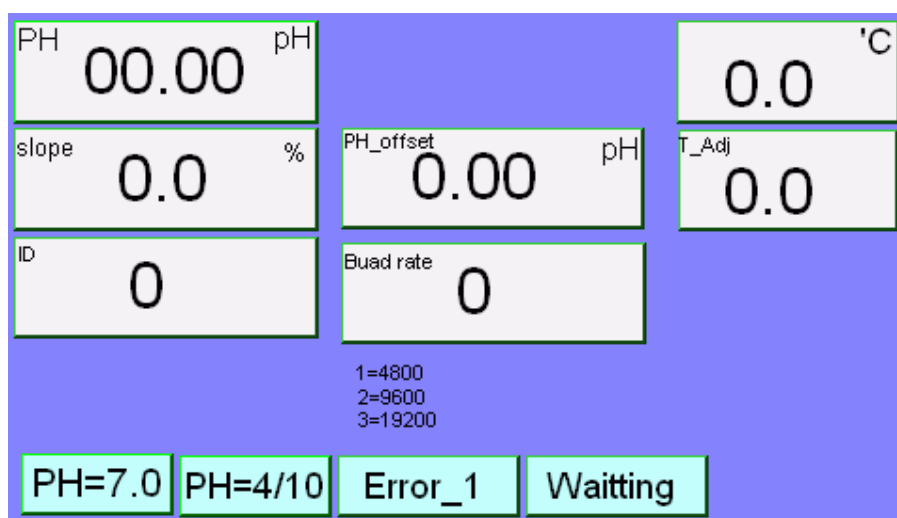 PH 00.00 pH
'C 0.0
slope 0.0 %
PH_offset 0.00 pH
T_Adj 0.0
ID 0
Buad rate 0
1=4800
2=9600
3=19200
PH=7.0
PH=4/10
Error_1
Waitting